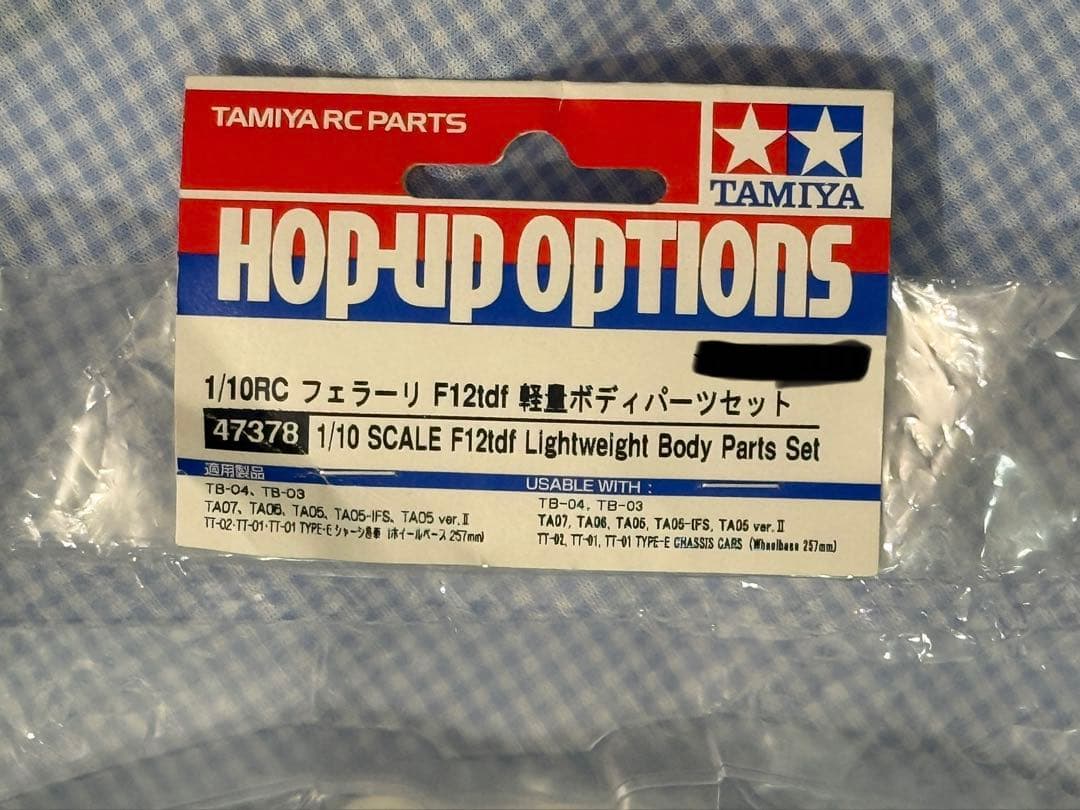 TAMIYA RC PARTS
TAMIYA
HOP-UP OPTIONS
1/10RC フェラーリ F12tdf 軽量ボディパーツセット
47378 1/10 SCALE F12tdf Lightweight Body Parts Set
適用製品
TB-04、TB-03
TA07、TA06、TA05、TA05-IFS、TA05 ver.Ⅱ
TT-02・TT-01・TT-01 TYPE-E シャーシ各車 (ホイールベース 257mm)
USABLE WITH :
TB-04, TB-03
TA07, TA06, TA05, TA05-IFS, TA05 ver.Ⅱ
TT-02, TT-01, TT-01 TYPE-E CHASSIS CARS (Wheelbase 257mm)